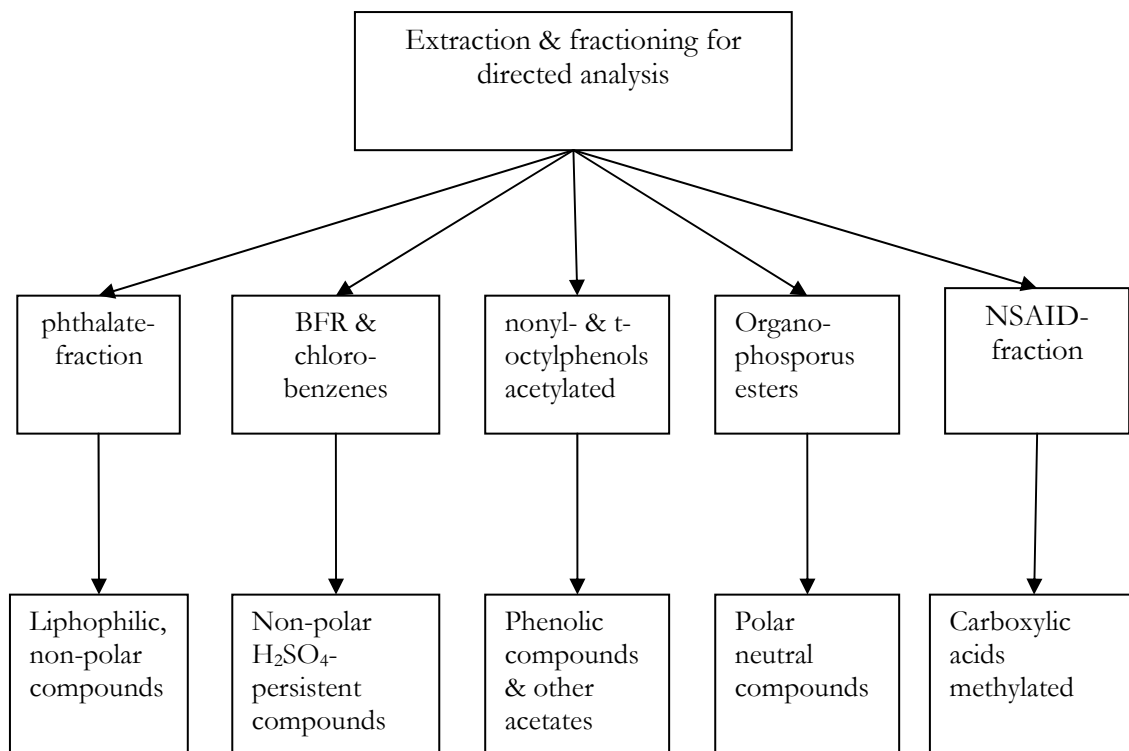 Extraction & fractioning for
directed analysis
phthalate-
fraction
BFR &
chloro-
benzenes
nonyl- & t-
octylphenols
acetylated
Organo-
phosporus
esters
NSAID-
fraction
Liphophilic,
non-polar
compounds
Non-polar
H₂SO₄-
persistent
compounds
Phenolic
compounds
& other
acetates
Polar
neutral
compounds
Carboxylic
acids
methylated